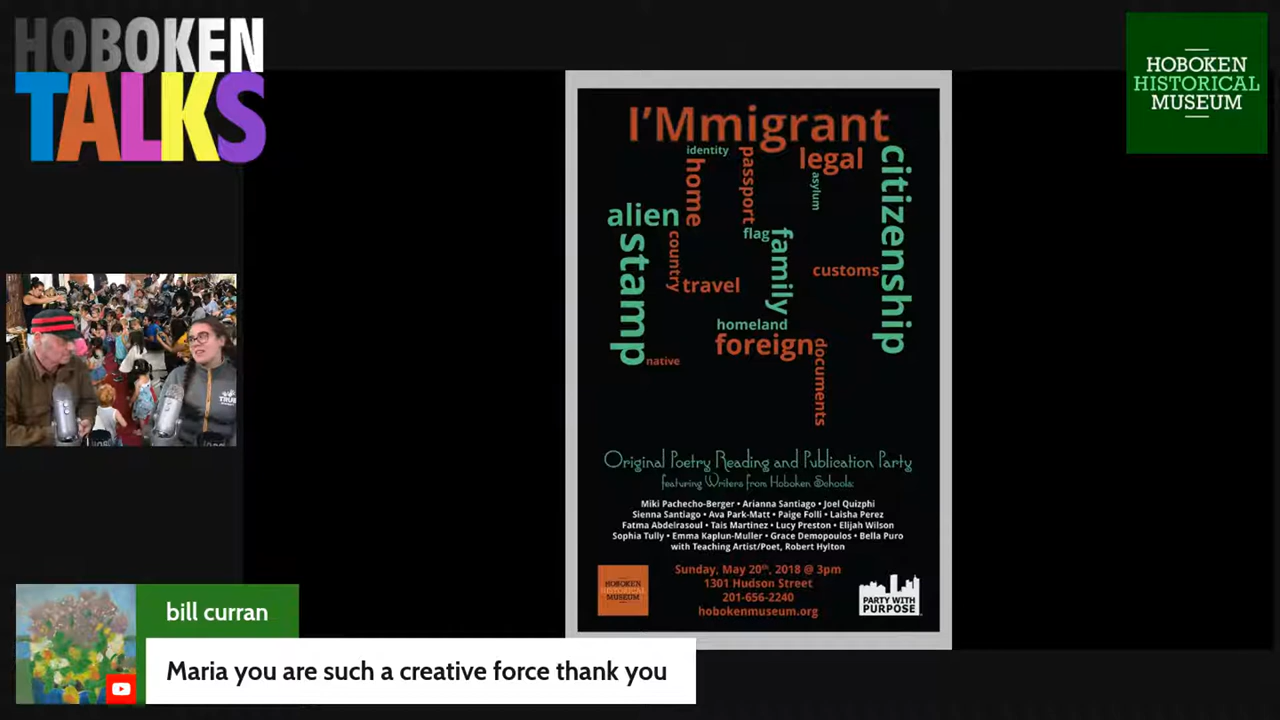 HOBOKEN
TALKS
HOBOKEN
HISTORICAL
MUSEUM
I'Mmigrant
identity
home
passport
legal
asylum
citizenship
alien
stamp
country
flag
family
travel
customs
homeland
foreign
native
documents
Original Poetry Reading and Publication Party
featuring Writers from Hoboken Schools:
Miki Pachecho-Berger • Arianna Santiago • Joel Quizphi
Sienna Santiago • Ava Park-Matt • Paige Folli • Laisha Perez
Fatma Abdelrasoul • Tais Martinez • Lucy Preston • Elijah Wilson
Sophia Tully • Emma Kaplun-Muller • Grace Demopoulos • Bella Puro
with Teaching Artist/Poet, Robert Hylton
Sunday, May 20th, 2018 @ 3pm
1301 Hudson Street
201-656-2240
hobokenmuseum.org
HOBOKEN
HISTORICAL
MUSEUM
PARTY WITH
PURPOSE
bill curran
Maria you are such a creative force thank you